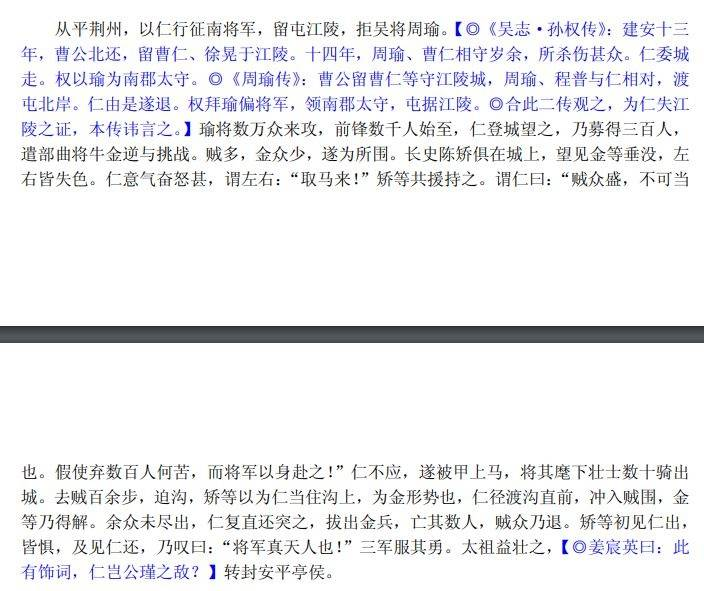 从平荆州，以仁行征南将军，留屯江陵，拒吴将周瑜。【◎《吴志·孙权传》：建安十三
年，曹公北还，留曹仁、徐晃于江陵。十四年，周瑜、曹仁相守岁余，所杀伤甚众。仁委城
走。权以瑜为南郡太守。◎《周瑜传》：曹公留曹仁等守江陵城，周瑜、程普与仁相对，渡
屯北岸。仁由是遂退。权拜瑜偏将军，领南郡太守，屯据江陵。◎合此二传观之，为仁失江
陵之证，本传讳言之。】瑜将数万众来攻，前锋数千人始至，仁登城望之，乃募得三百人，
遣部曲将牛金逆与挑战。贼多，金众少，遂为所围。长史陈矫俱在城上，望见金等垂没，左
右皆失色。仁意气奋怒甚，谓左右：“取马来！”矫等共援持之。谓仁曰：“贼众盛，不可当
也。假使弃数百人何苦，而将军以身赴之！”仁不应，遂被甲上马，将其麾下壮士数十骑出
城。去贼百余步，迫沟，矫等以为仁当住沟上，为金形势也，仁径渡沟直前，冲入贼围，金
等乃得解。余众未尽出，仁复直还突之，拔出金兵，亡其数人，贼众乃退。矫等初见仁出，
皆惧，及见仁还，乃叹曰：“将军真天人也！”三军服其勇。太祖益壮之，【◎姜宸英曰：此
有饰词，仁岂公瑾之敌？】转封安平亭侯。